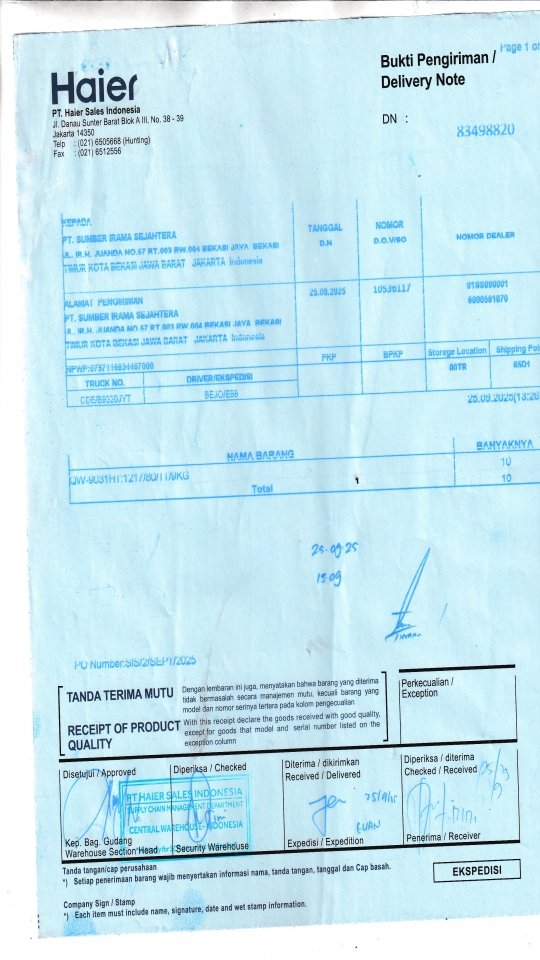 Page 1 of
Haier
Bukti Pengiriman /
Delivery Note
PT. Haier Sales Indonesia
Jl. Danau Sunter Barat Blok A III, No. 38 - 39
Jakarta 14350
Telp : (021) 6505668 (Hunting)
Fax : (021) 6512556
DN :
83498820
KEPADA
PT. SUMBER IRAMA SEJAHTERA
JL. IR.H. JUANDA NO.67 RT.003 RW.004 BEKASI JAYA BEKASI
TIMUR KOTA BEKASI JAWA BARAT JAKARTA Indonesia
TANGGAL
D.N
NOMOR
D.O.W/SO
NOMOR DEALER
ALAMAT PENGIRIMAN
PT. SUMBER IRAMA SEJAHTERA
JL. IR.H. JUANDA NO.67 RT.003 RW.004 BEKASI JAYA BEKASI
TIMUR KOTA BEKASI JAWA BARAT JAKARTA Indonesia
25.09.2025
10536117
6000581070
PKP
BPKP
Storege Location
Shipping Poi
TRUCK NO.
DRIVER/EKSPEDISI
25.09.2025(13:26
NAMA BARANG
BANYAKNYA
10
Total
10
25.09.25
PO Number:SIS/2/SEPT/2025
TANDA TERIMA MUTU
Dengan lembaran ini juga, menyatakan bahwa barang yang diterima
tidak bermasalah secara manajemen mutu, kecuali barang yang
model dan nomor serinya tertera pada kolom pengecualian
RECEIPT OF PRODUCT
QUALITY
With this receipt declare the goods received with good quality,
except for goods that model and serial number listed on the
exception column
Perkecualian /
Exception
Disetujui / Approved
Diperiksa / Checked
Diterima / dikirimkan
Received / Delivered
Diperiksa / diterima
Checked / Received
PT HAIER SALES INDONESIA
SUPPLY CHAIN MANAGEMENT DEPARTMENT
CENTRAL WAREHOUSE - INDONESIA
Kep. Bag. Gudang
Warehouse Section Head
Security Warehouse
Expedisi / Expedition
Penerima / Receiver
Tanda tangan/cap perusahaan
*) Setiap penerimaan barang wajib menyertakan informasi nama, tanda tangan, tanggal dan Cap basah.
EKSPEDISI
Company Sign / Stamp
*) Each item must include name, signature, date and wet stamp information.